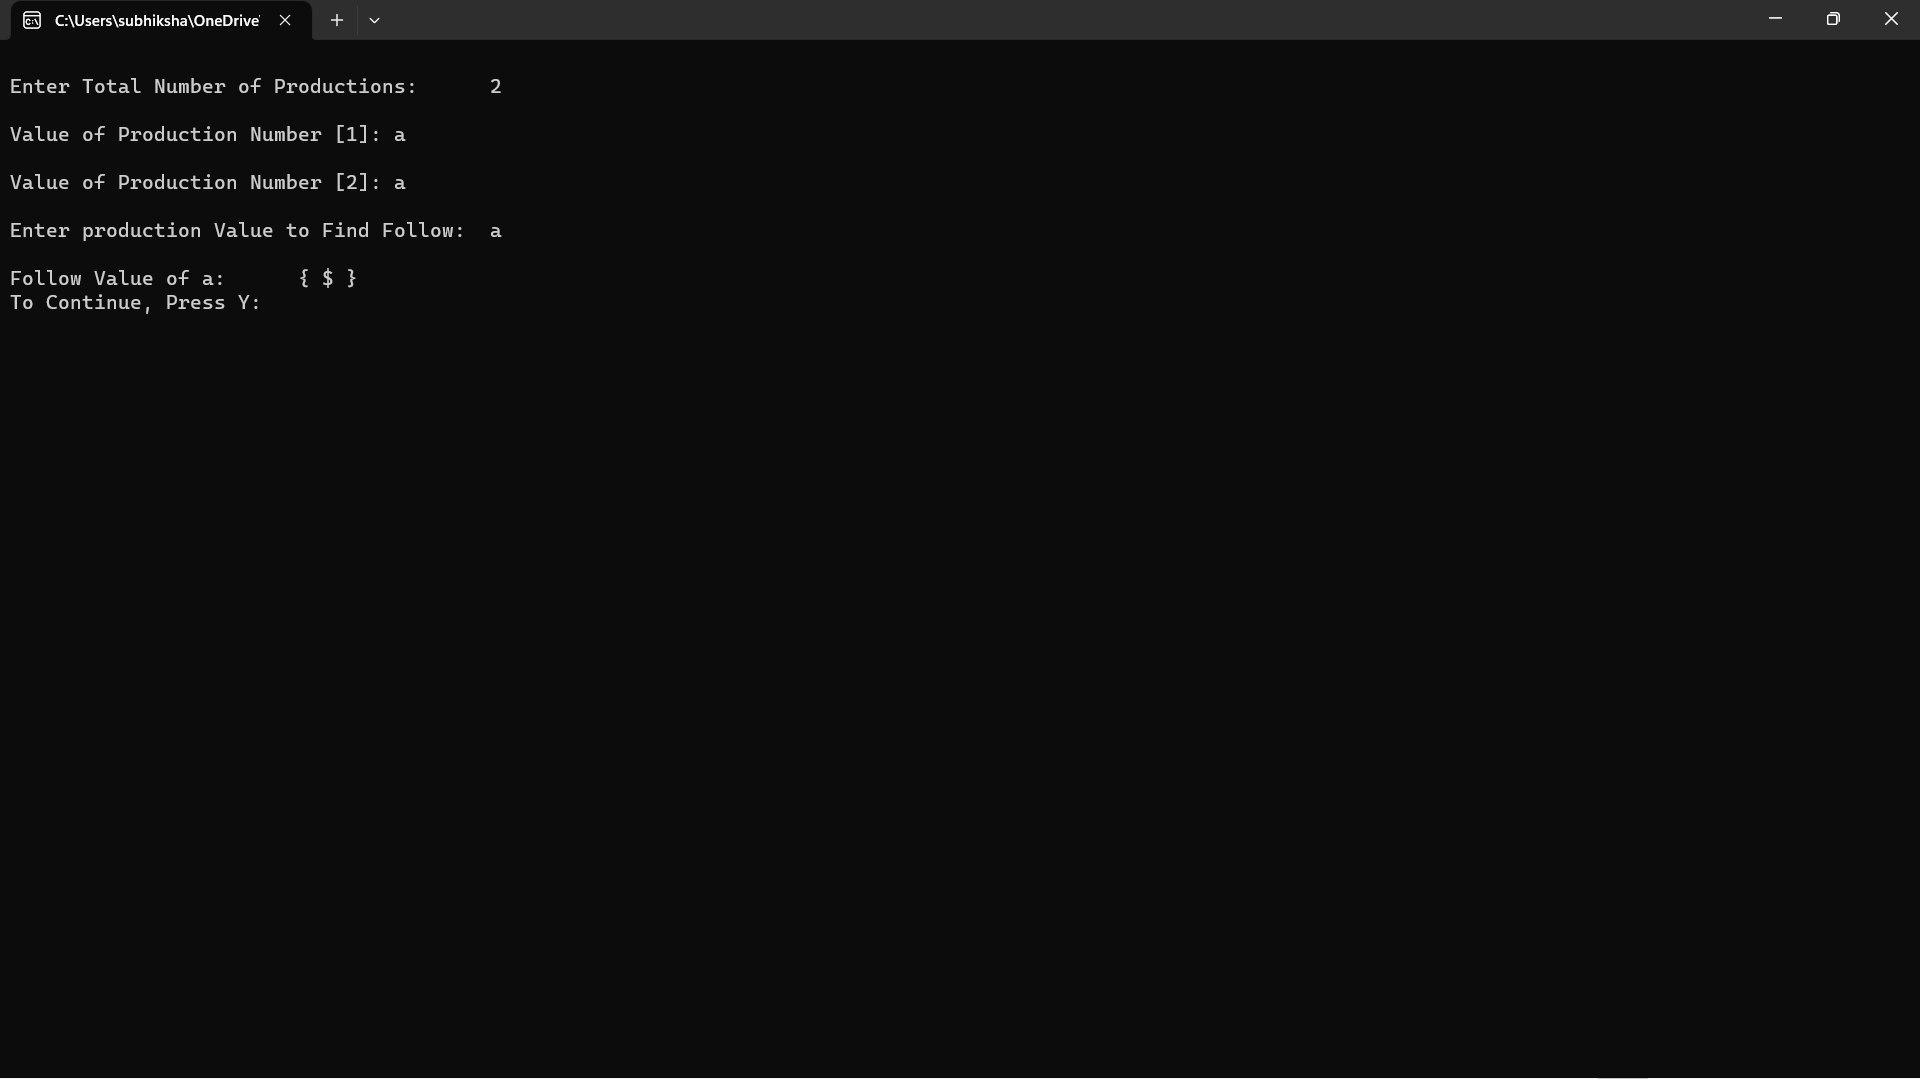 C:\Users\subhiksha\OneDrive
Enter Total Number of Productions: 2
Value of Production Number [1]: a
Value of Production Number [2]: a
Enter production Value to Find Follow: a
Follow Value of a: { $ }
To Continue, Press Y: